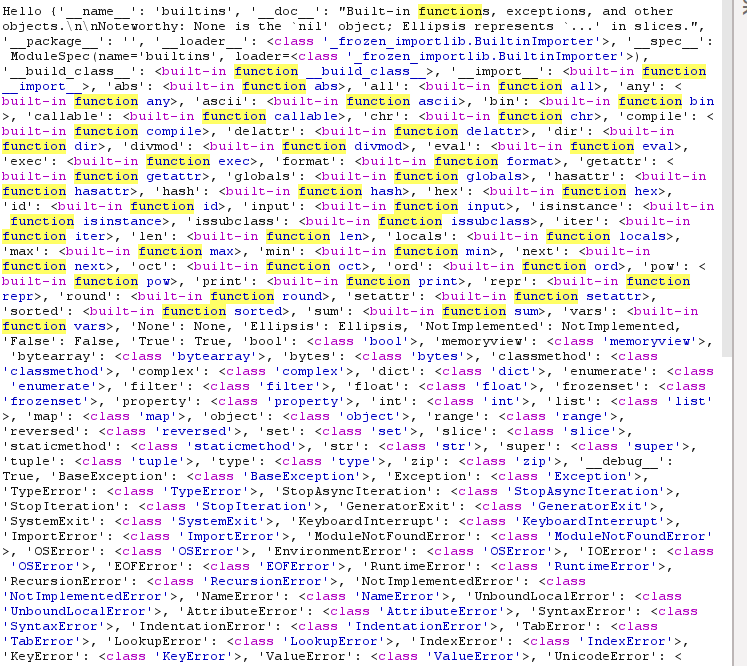 Hello {'__name__': 'builtins', '__doc__': "Built-in functions, exceptions, and other
objects.\n\nNoteworthy: None is the `nil' object; Ellipsis represents `...' in slices.",
'__package__': '', '__loader__': <class '_frozen_importlib.BuiltinImporter'>, '__spec__':
ModuleSpec(name='builtins', loader=<class '_frozen_importlib.BuiltinImporter'>),
'__build_class__': <built-in function __build_class__>, '__import__': <built-in function
__import__>, 'abs': <built-in function abs>, 'all': <built-in function all>, 'any': <
built-in function any>, 'ascii': <built-in function ascii>, 'bin': <built-in function bin
>, 'callable': <built-in function callable>, 'chr': <built-in function chr>, 'compile': <
built-in function compile>, 'delattr': <built-in function delattr>, 'dir': <built-in
function dir>, 'divmod': <built-in function divmod>, 'eval': <built-in function eval>,
'exec': <built-in function exec>, 'format': <built-in function format>, 'getattr': <
built-in function getattr>, 'globals': <built-in function globals>, 'hasattr': <built-in
function hasattr>, 'hash': <built-in function hash>, 'hex': <built-in function hex>,
'id': <built-in function id>, 'input': <built-in function input>, 'isinstance': <built-in
function isinstance>, 'issubclass': <built-in function issubclass>, 'iter': <built-in
function iter>, 'len': <built-in function len>, 'locals': <built-in function locals>,
'max': <built-in function max>, 'min': <built-in function min>, 'next': <built-in
function next>, 'oct': <built-in function oct>, 'ord': <built-in function ord>, 'pow': <
built-in function pow>, 'print': <built-in function print>, 'repr': <built-in function
repr>, 'round': <built-in function round>, 'setattr': <built-in function setattr>,
'sorted': <built-in function sorted>, 'sum': <built-in function sum>, 'vars': <built-in
function vars>, 'None': None, 'Ellipsis': Ellipsis, 'NotImplemented': NotImplemented,
'False': False, 'True': True, 'bool': <class 'bool'>, 'memoryview': <class 'memoryview'>,
'bytearray': <class 'bytearray'>, 'bytes': <class 'bytes'>, 'classmethod': <class
'classmethod'>, 'complex': <class 'complex'>, 'dict': <class 'dict'>, 'enumerate': <class
'enumerate'>, 'filter': <class 'filter'>, 'float': <class 'float'>, 'frozenset': <class
'frozenset'>, 'property': <class 'property'>, 'int': <class 'int'>, 'list': <class 'list'
>, 'map': <class 'map'>, 'object': <class 'object'>, 'range': <class 'range'>,
'reversed': <class 'reversed'>, 'set': <class 'set'>, 'slice': <class 'slice'>,
'staticmethod': <class 'staticmethod'>, 'str': <class 'str'>, 'super': <class 'super'>,
'tuple': <class 'tuple'>, 'type': <class 'type'>, 'zip': <class 'zip'>, '__debug__':
True, 'BaseException': <class 'BaseException'>, 'Exception': <class 'Exception'>,
'TypeError': <class 'TypeError'>, 'StopAsyncIteration': <class 'StopAsyncIteration'>,
'StopIteration': <class 'StopIteration'>, 'GeneratorExit': <class 'GeneratorExit'>,
'SystemExit': <class 'SystemExit'>, 'KeyboardInterrupt': <class 'KeyboardInterrupt'>,
'ImportError': <class 'ImportError'>, 'ModuleNotFoundError': <class 'ModuleNotFoundError'
>, 'OSError': <class 'OSError'>, 'EnvironmentError': <class 'OSError'>, 'IOError': <class
'OSError'>, 'EOFError': <class 'EOFError'>, 'RuntimeError': <class 'RuntimeError'>,
'RecursionError': <class 'RecursionError'>, 'NotImplementedError': <class
'NotImplementedError'>, 'NameError': <class 'NameError'>, 'UnboundLocalError': <class
'UnboundLocalError'>, 'AttributeError': <class 'AttributeError'>, 'SyntaxError': <class
'SyntaxError'>, 'IndentationError': <class 'IndentationError'>, 'TabError': <class
'TabError'>, 'LookupError': <class 'LookupError'>, 'IndexError': <class 'IndexError'>,
'KeyError': <class 'KeyError'>, 'ValueError': <class 'ValueError'>, 'UnicodeError': <